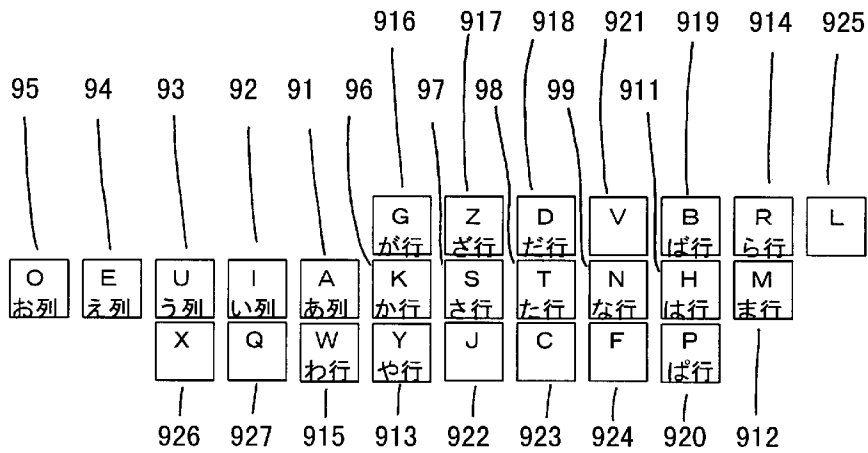 916 917 918 921 919 914 925
95 94 93 92 91 96 97 98 99 911
G Z D V B R L
が行 ざ行 だ行 ば行 ら行
O E U I A K S T N H M
お列 え列 う列 い列 あ列 か行 さ行 た行 な行 は行 ま行
X Q W Y J C F P
わ行 や行 ぱ行
926 927 915 913 922 923 924 920 912